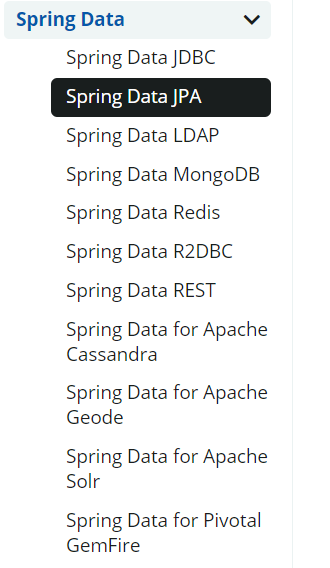 Spring Data
Spring Data JDBC
Spring Data JPA
Spring Data LDAP
Spring Data MongoDB
Spring Data Redis
Spring Data R2DBC
Spring Data REST
Spring Data for Apache
Cassandra
Spring Data for Apache
Geode
Spring Data for Apache
Solr
Spring Data for Pivotal
GemFire